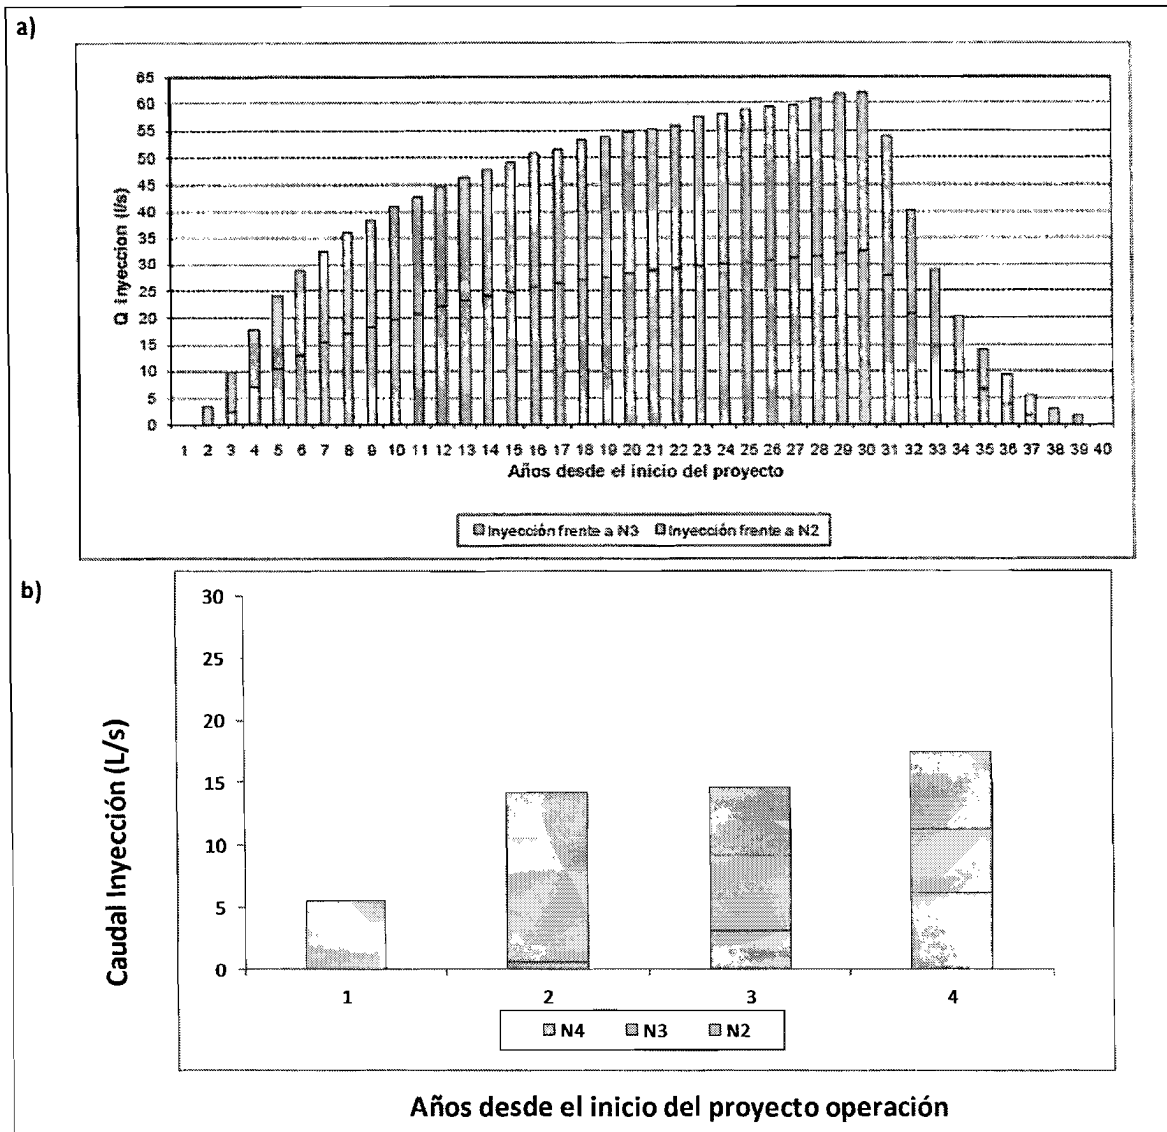 a)
65
60
55
50
45
40
35
30
25
20
15
10
5
0
Q Inyeccion (l/s)
1 2 3 4 5 6 7 8 9 10 11 12 13 14 15 16 17 18 19 20 21 22 23 24 25 26 27 28 29 30 31 32 33 34 35 36 37 38 39 40
Años desde el inicio del proyecto
Inyección frente a N3 Inyección frente a N2
b)
30
25
20
15
10
5
0
Caudal Inyección (L/s)
1 2 3 4
N4 N3 N2
Años desde el inicio del proyecto operación